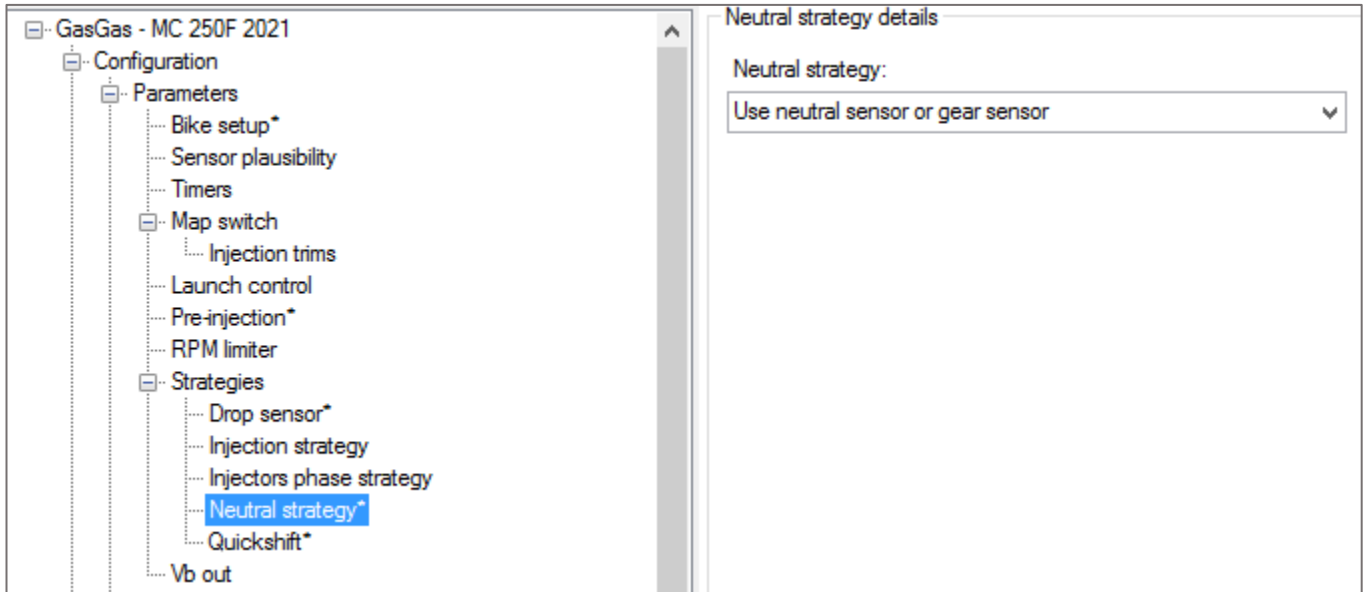 GasGas - MC 250F 2021
Configuration
Parameters
Bike setup*
Sensor plausibility
Timers
Map switch
Injection trims
Launch control
Pre-injection*
RPM limiter
Strategies
Drop sensor*
Injection strategy
Injectors phase strategy
Neutral strategy*
Quickshift*
Vb out
Neutral strategy details
Neutral strategy:
Use neutral sensor or gear sensor